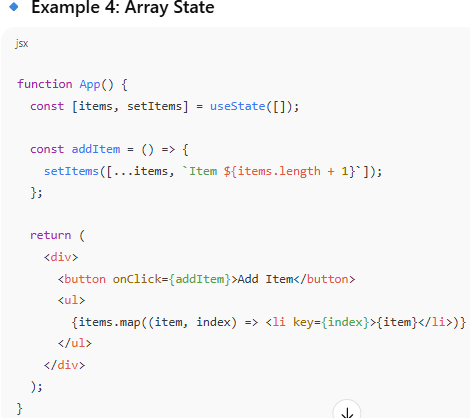 Example 4: Array State
jsx
function App() {
  const [items, setItems] = useState([]);
  const addItem = () => {
    setItems([...items, `Item ${items.length + 1}`]);
  };
  return (
    <div>
      <button onClick={addItem}>Add Item</button>
      <ul>
        {items.map((item, index) => <li key={index}>{item}</li>)}
      </ul>
    </div>
  );
}